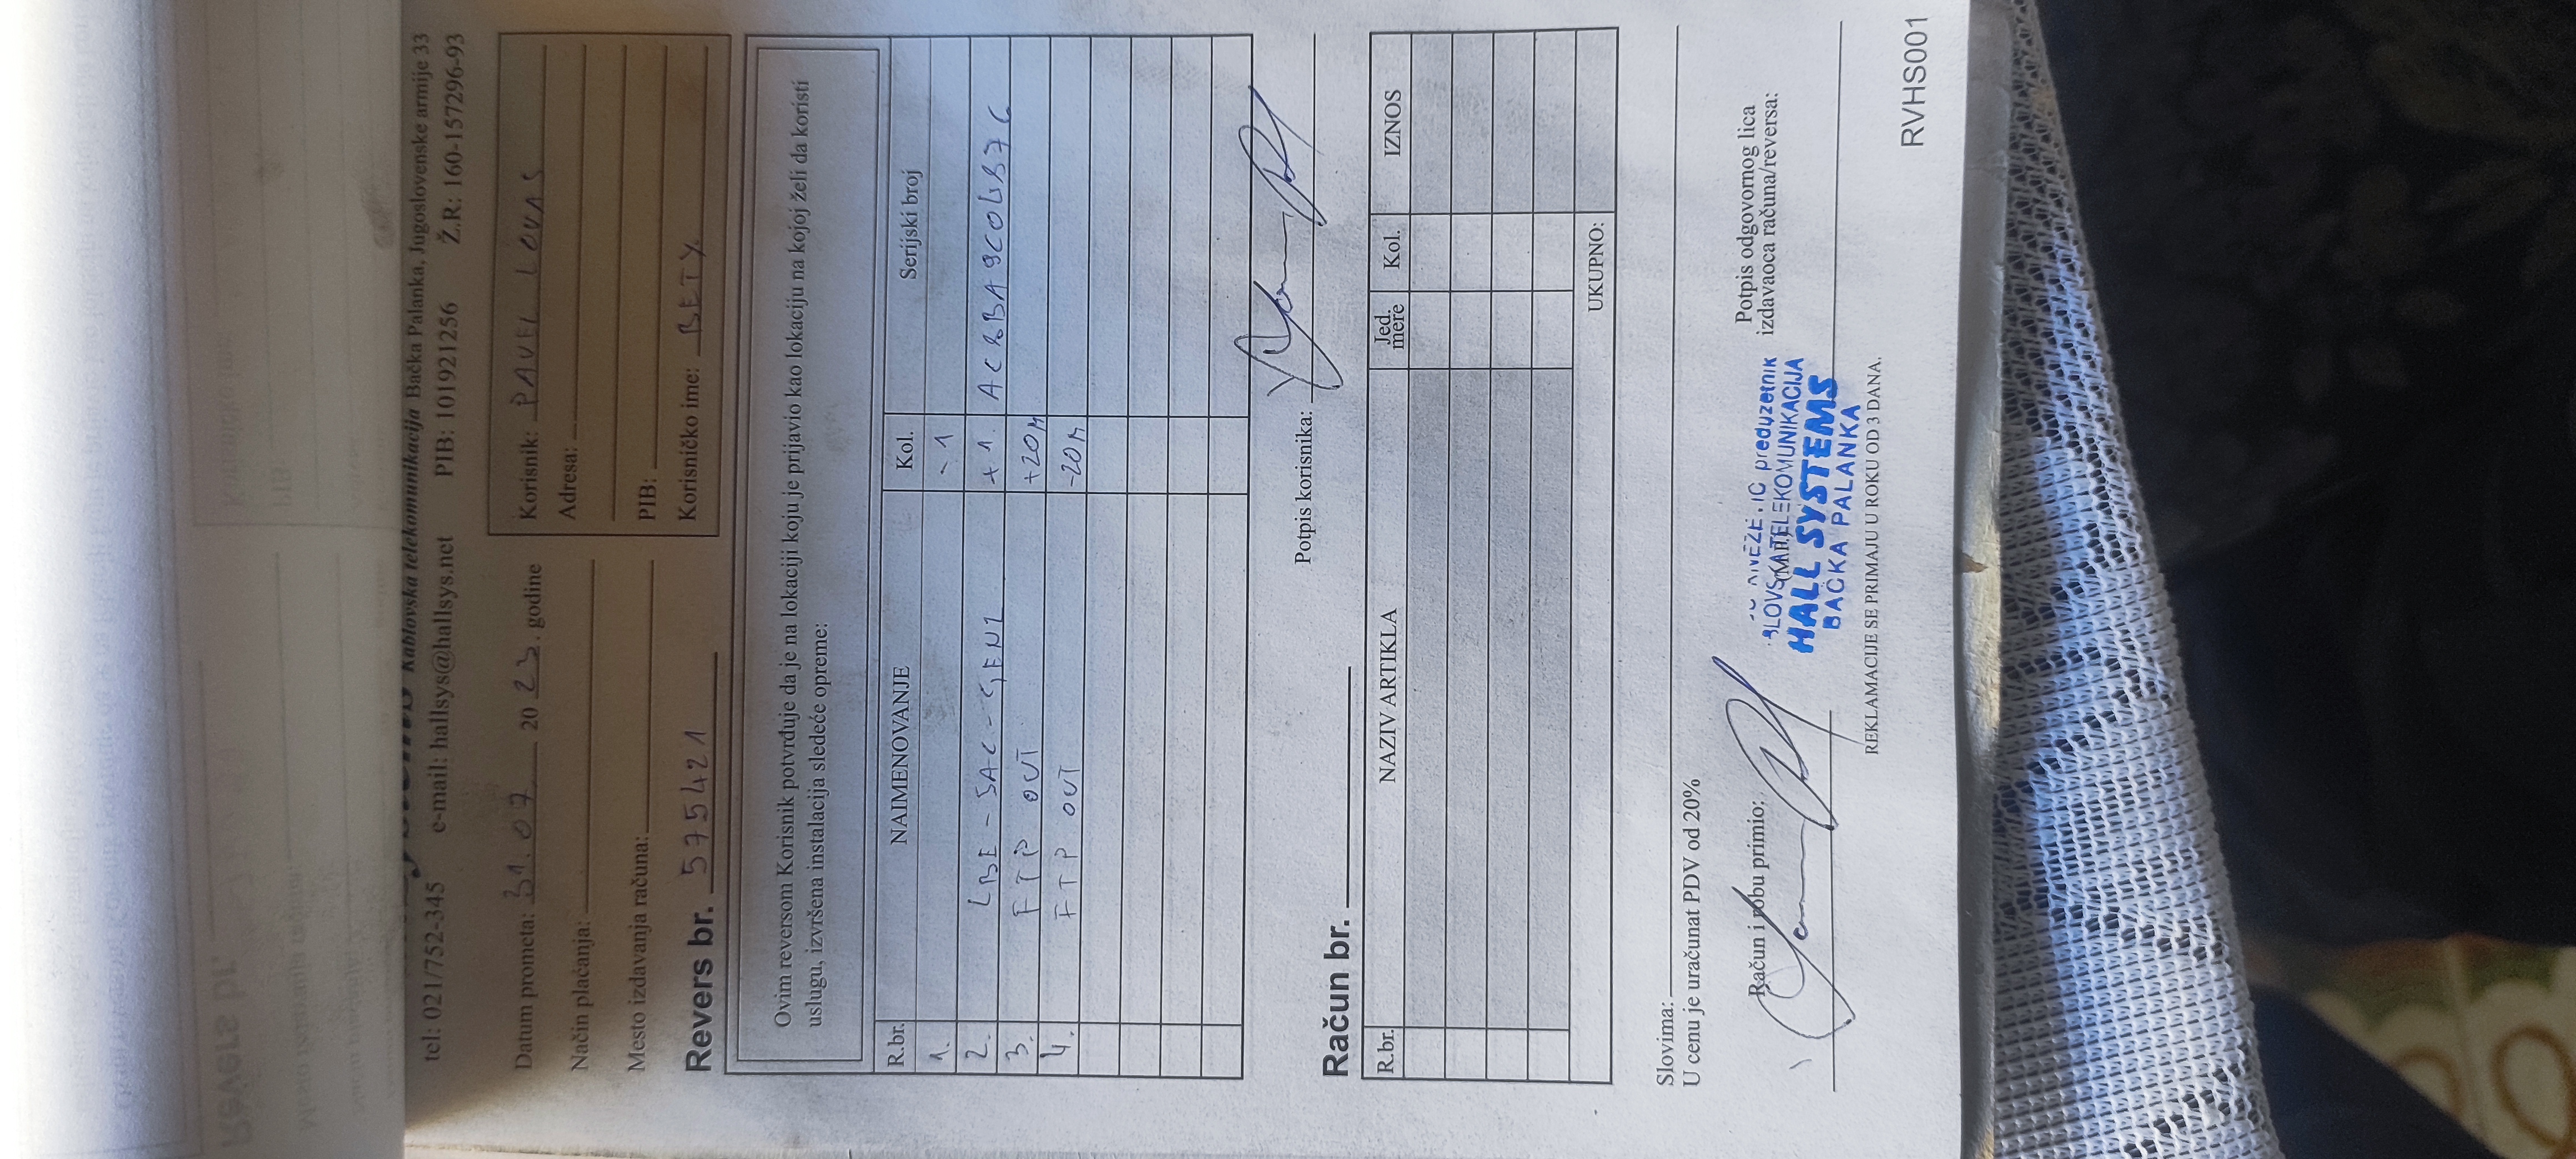 Kablovska telekomunikacija Bačka Palanka, Jugoslovenske armije 33
tel: 021/752-345 e-mail: hallsys@hallsys.net PIB: 101921256 Ž.R: 160-157296-93
Datum prometa: 31.07 2023. godine
Način plaćanja:
Mesto izdavanja računa:
Korisnik: PAVEL LOVAS
Adresa:
PIB:
Korisničko ime: BETY
Revers br. 575421
Ovim reversom Korisnik potvrđuje da je na lokaciji koju je prijavio kao lokaciju na kojoj želi da koristi
uslugu, izvršena instalacija sledeće opreme:
R.br. NAIMENOVANJE Kol. Serijski broj
1. -1
2. LBE-5AC-GEN2 +1.
3. FTP OUT +20M
4. FTP OUT -20M
Potpis korisnika:
Račun br.
R.br. NAZIV ARTIKLA Jed. mere Kol. IZNOS
UKUPNO:
Slovima:
U cenu je uračunat PDV od 20%
Račun i robu primio:
Potpis odgovornog lica
izdavaoca računa/reversa:
preduzetnik
TELEKOMUNIKACIJA
HALL SYSTEMS
BAČKA PALANKA
REKLAMACIJE SE PRIMAJU U ROKU OD 3 DANA.
RVHS001